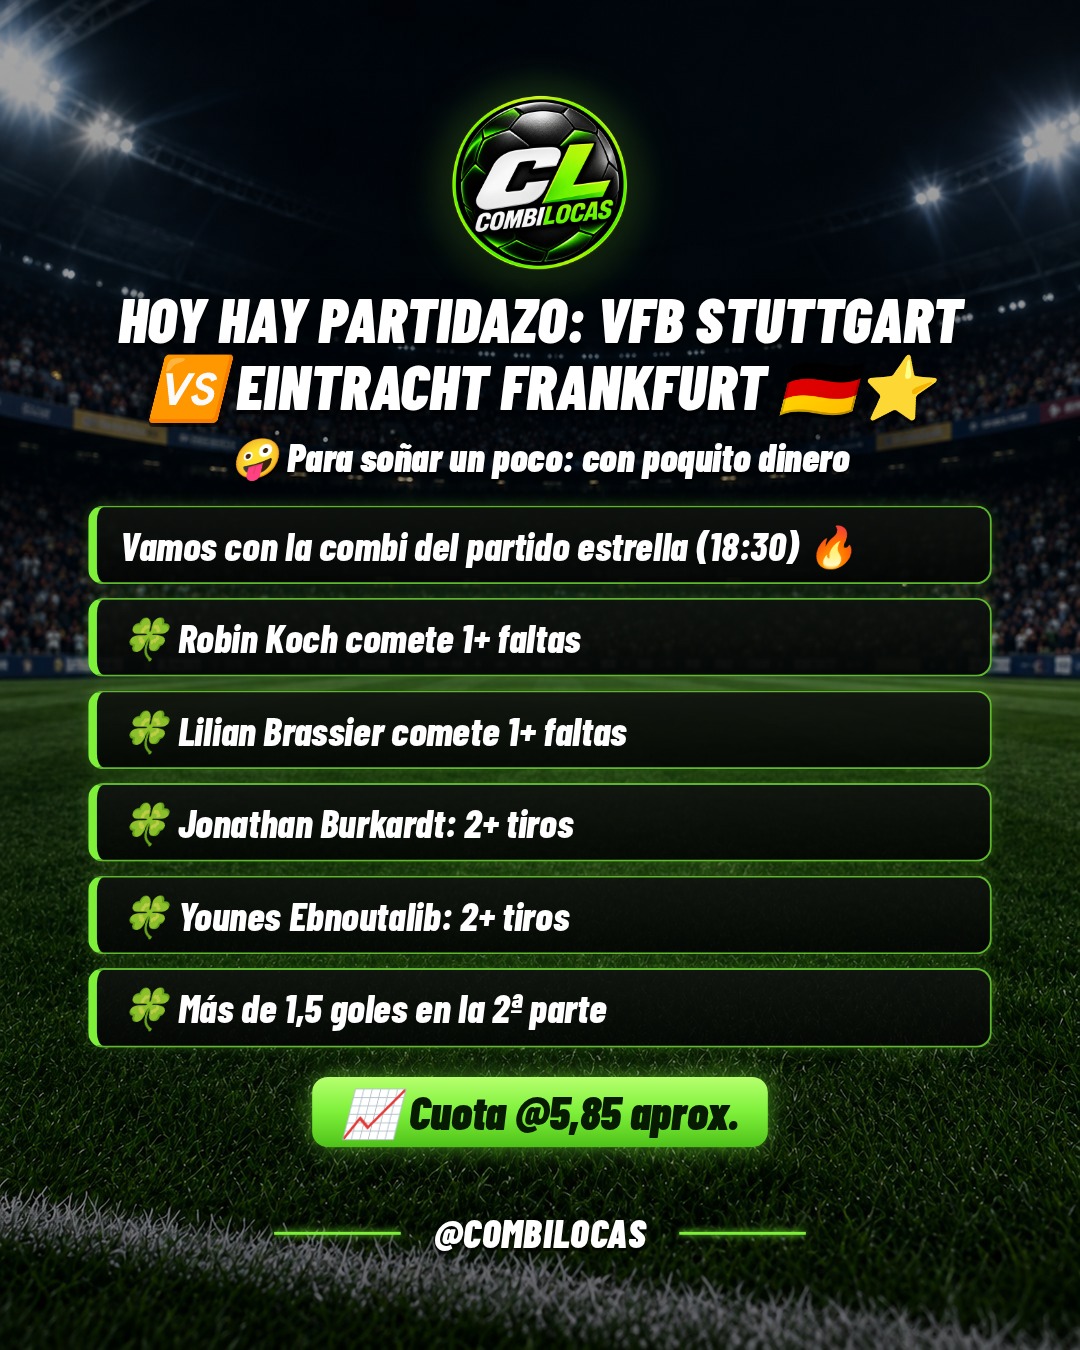 CL
COMBILOCAS
HOY HAY PARTIDAZO: VFB STUTTGART
🆚 EINTRACHT FRANKFURT 🇩🇪⭐
🤪 Para soñar un poco: con poquito dinero
Vamos con la combi del partido estrella (18:30) 🔥
🍀 Robin Koch comete 1+ faltas
🍀 Lilian Brassier comete 1+ faltas
🍀 Jonathan Burkardt: 2+ tiros
🍀 Younes Ebnoutalib: 2+ tiros
🍀 Más de 1,5 goles en la 2ª parte
📈 Cuota @5,85 aprox.
@COMBILOCAS